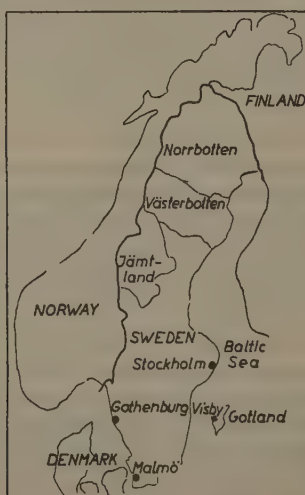 FINLAND
Norrbotten
Västerbotten
Jämt-
land
NORWAY
SWEDEN
Baltic
Sea
Stockholm
Gothenburg
Visby
Gotland
DENMARK
Malmö